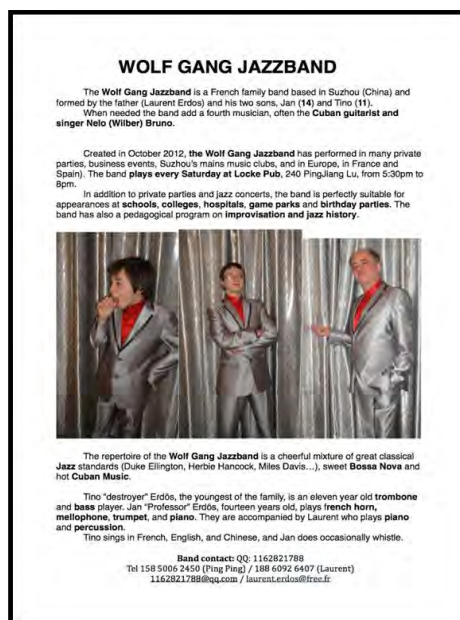 WOLF GANG JAZZBAND
The Wolf Gang Jazzband is a French family band based in Suzhou (China) and
formed by the father (Laurent Erdos) and his two sons, Jan (14) and Tino (11).
When needed the band add a fourth musician, often the Cuban guitarist and
singer Nelo (Wilber) Bruno.
Created in October 2012, the Wolf Gang Jazzband has performed in many private
parties, business events, Suzhou's mains music clubs, and in Europe, in France and
Spain). The band plays every Saturday at Locke Pub, 240 PingJiang Lu, from 5:30pm to
8pm.
In addition to private parties and jazz concerts, the band is perfectly suitable for
appearances at schools, colleges, hospitals, game parks and birthday parties. The
band has also a pedagogical program on improvisation and jazz history.
The repertoire of the Wolf Gang Jazzband is a cheerful mixture of great classical
Jazz standards (Duke Ellington, Herbie Hancock, Miles Davis...), sweet Bossa Nova and
hot Cuban Music.
Tino "destroyer" Erdös, the youngest of the family, is an eleven year old trombone
and bass player. Jan "Professor" Erdös, fourteen years old, plays french horn,
mellophone, trumpet, and piano. They are accompanied by Laurent who plays piano
and percussion.
Tino sings in French, English, and Chinese, and Jan does occasionally whistle.
Band contact: QQ: 1162821788
Tel 158 5006 2450 (Ping Ping) / 188 6092 6407 (Laurent)
1162821788@qq.com / laurent.erdos@free.fr